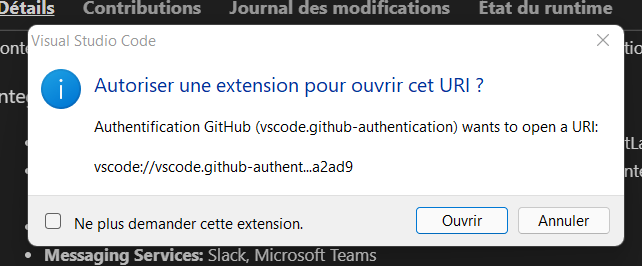 Détails Contributions Journal des modifications Etat du runtime
Visual Studio Code
Autoriser une extension pour ouvrir cet URI ?
Authentification GitHub (vscode.github-authentication) wants to open a URI:
vscode://vscode.github-authent...a2ad9
Ne plus demander cette extension.
Ouvrir
Annuler
Messaging Services: Slack, Microsoft Teams